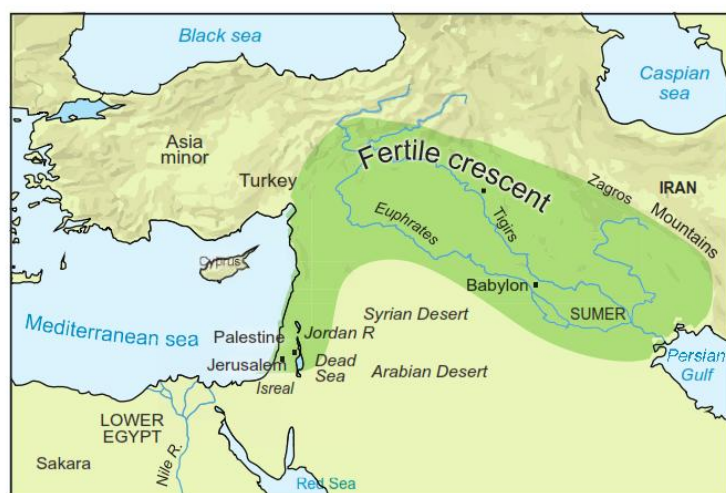 Black sea
Caspian
sea
Asia
minor
Turkey
Fertile crescent
Zagros
IRAN
Mountains
Tigirs
Euphrates
Cyprus
Babylon
SUMER
Mediterranean sea
Syrian Desert
Palestine
Jordan R
Jerusalem
Dead
Sea
Isreal
Arabian Desert
Persian
Gulf
LOWER
EGYPT
Nile R.
Sakara
Red Sea